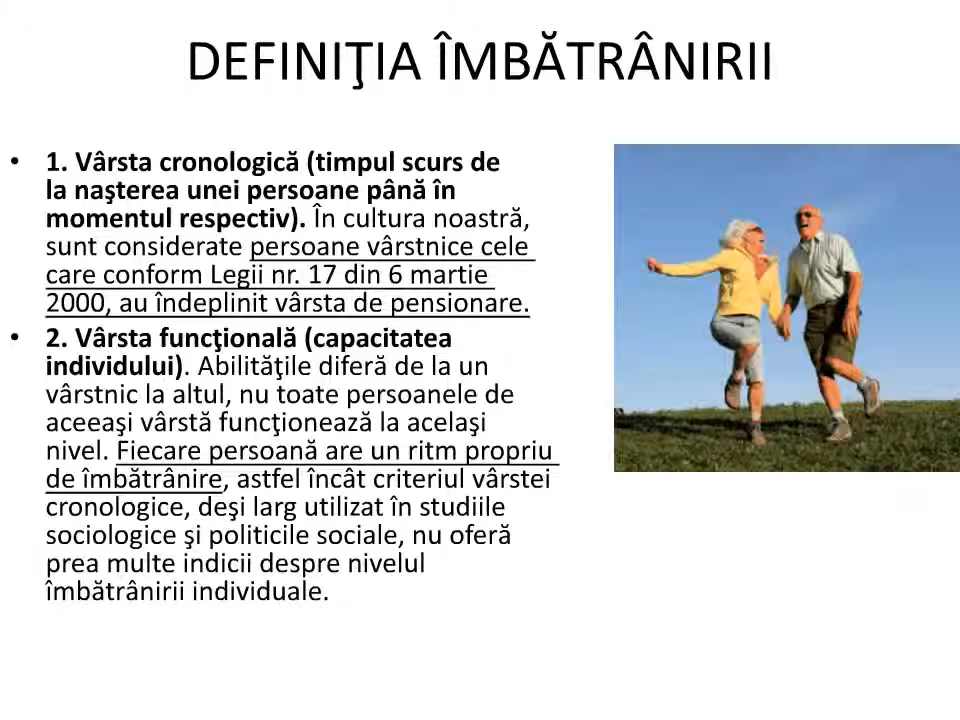 DEFINIŢIA ÎMBĂTRÂNIRII
• 1. Vârsta cronologică (timpul scurs de
la naşterea unei persoane până în
momentul respectiv). În cultura noastră,
sunt considerate persoane vârstnice cele
care conform Legii nr. 17 din 6 martie
2000, au îndeplinit vârsta de pensionare.
• 2. Vârsta funcţională (capacitatea
individului). Abilităţile diferă de la un
vârstnic la altul, nu toate persoanele de
aceeaşi vârstă funcţionează la acelaşi
nivel. Fiecare persoană are un ritm propriu
de îmbătrânire, astfel încât criteriul vârstei
cronologice, deşi larg utilizat în studiile
sociologice şi politicile sociale, nu oferă
prea multe indicii despre nivelul
îmbătrânirii individuale.